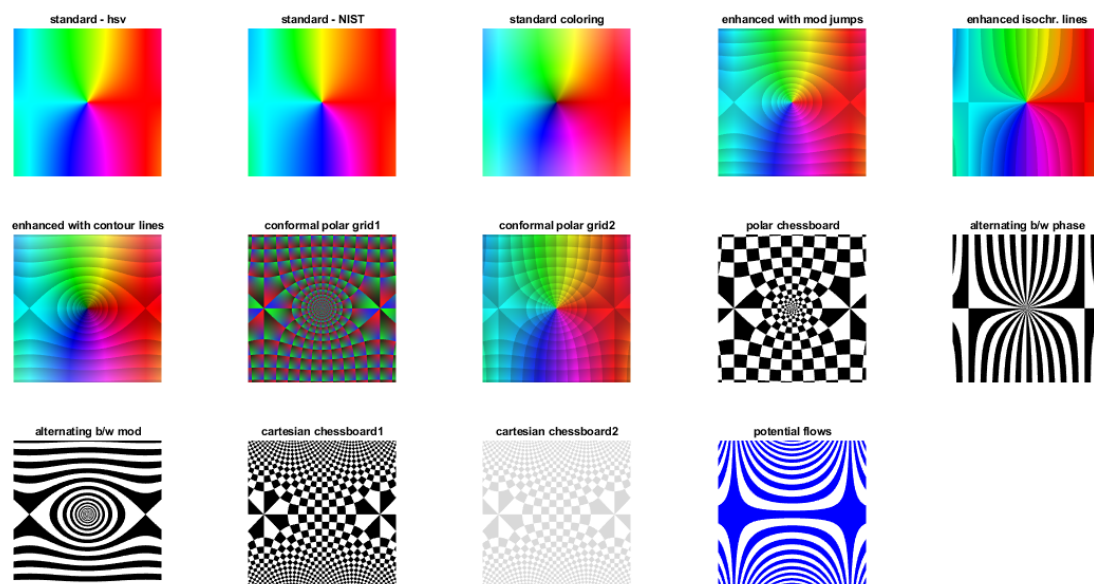 standard - hsv
standard - NIST
standard coloring
enhanced with mod jumps
enhanced isochr. lines
enhanced with contour lines
conformal polar grid1
conformal polar grid2
polar chessboard
alternating b/w phase
alternating b/w mod
cartesian chessboard1
cartesian chessboard2
potential flows